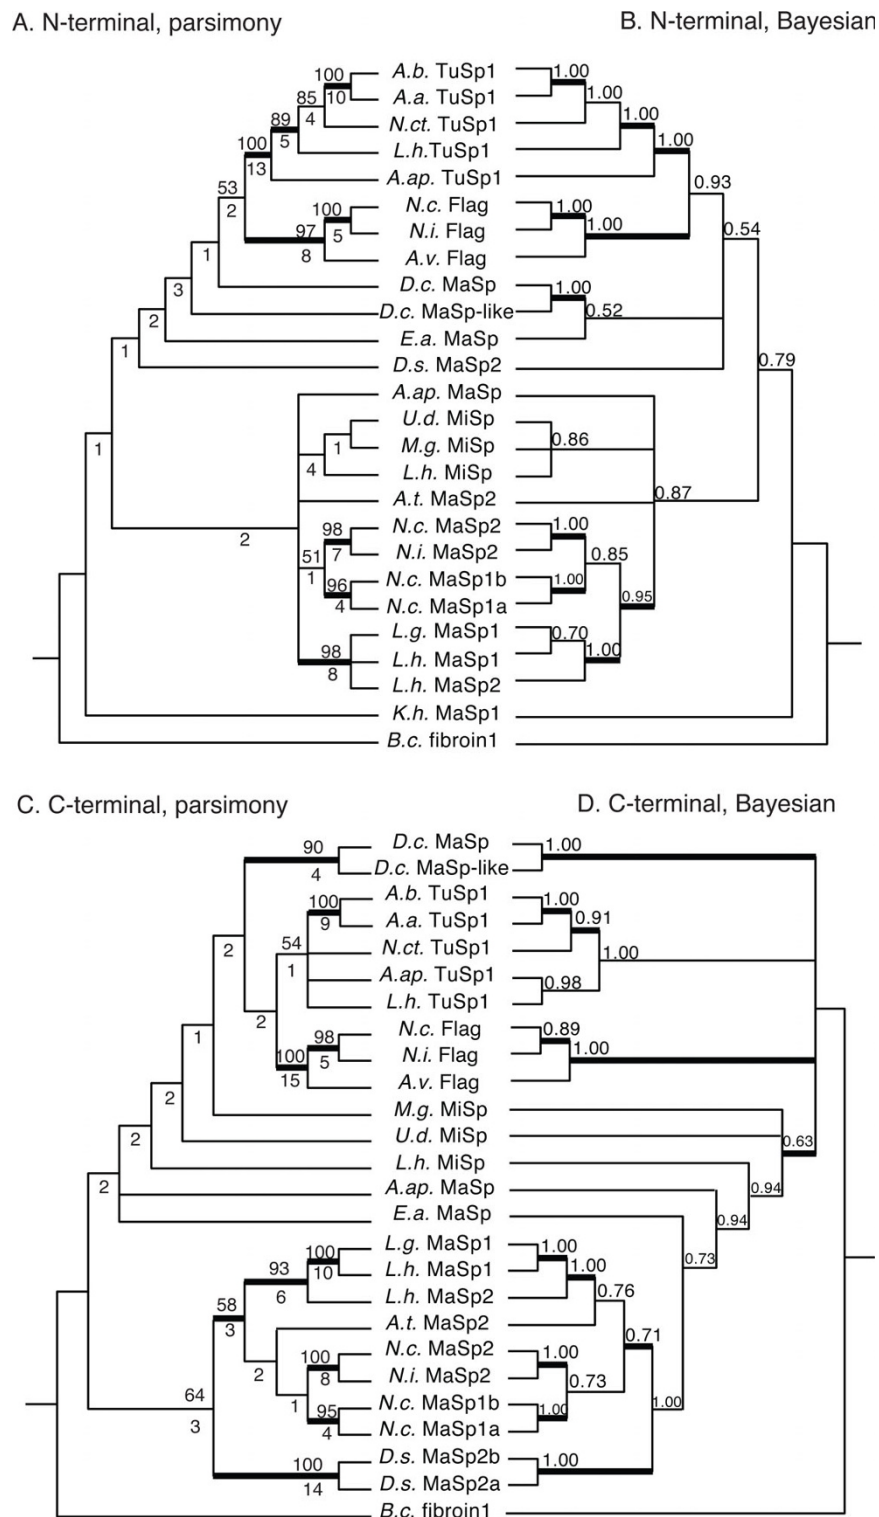 A. N-terminal, parsimony
B. N-terminal, Bayesian
100 A.b. TuSp1 1.00
85 10 A.a. TuSp1 1.00
89 4 N.ct. TuSp1 1.00
100 5 L.h.TuSp1 1.00
13 A.ap. TuSp1 0.93
53 100 N.c. Flag 1.00
2 97 5 N.i. Flag 1.00 0.54
1 8 A.v. Flag
3 D.c. MaSp 1.00
2 D.c. MaSp-like 0.52
1 E.a. MaSp
D.s. MaSp2 0.79
A.ap. MaSp
1 U.d. MiSp 0.86
1 M.g. MiSp
4 L.h. MiSp
A.t. MaSp2 0.87
2 98 N.c. MaSp2 1.00
51 7 N.i. MaSp2 0.85
1 96 N.c. MaSp1b 1.00
4 N.c. MaSp1a 0.95
L.g. MaSp1 0.70
98 L.h. MaSp1 1.00
8 L.h. MaSp2
K.h. MaSp1
B.c. fibroin1
C. C-terminal, parsimony
D. C-terminal, Bayesian
90 D.c. MaSp 1.00
4 D.c. MaSp-like
100 A.b. TuSp1 1.00
9 A.a. TuSp1 0.91
2 54 N.ct. TuSp1 1.00
1 A.ap. TuSp1 0.98
L.h. TuSp1
2 98 N.c. Flag 0.89
1 100 5 N.i. Flag 1.00
15 A.v. Flag
2 M.g. MiSp
2 U.d. MiSp 0.63
L.h. MiSp 0.94
2 A.ap. MaSp 0.94
E.a. MaSp 0.73
100 L.g. MaSp1 1.00
93 10 L.h. MaSp1 1.00
6 L.h. MaSp2 0.76
58 3 A.t. MaSp2 0.71
2 100 N.c. MaSp2 1.00
8 N.i. MaSp2 0.73
64 1 95 N.c. MaSp1b 1.00 1.00
3 4 N.c. MaSp1a
100 D.s. MaSp2b 1.00
14 D.s. MaSp2a
B.c. fibroin1